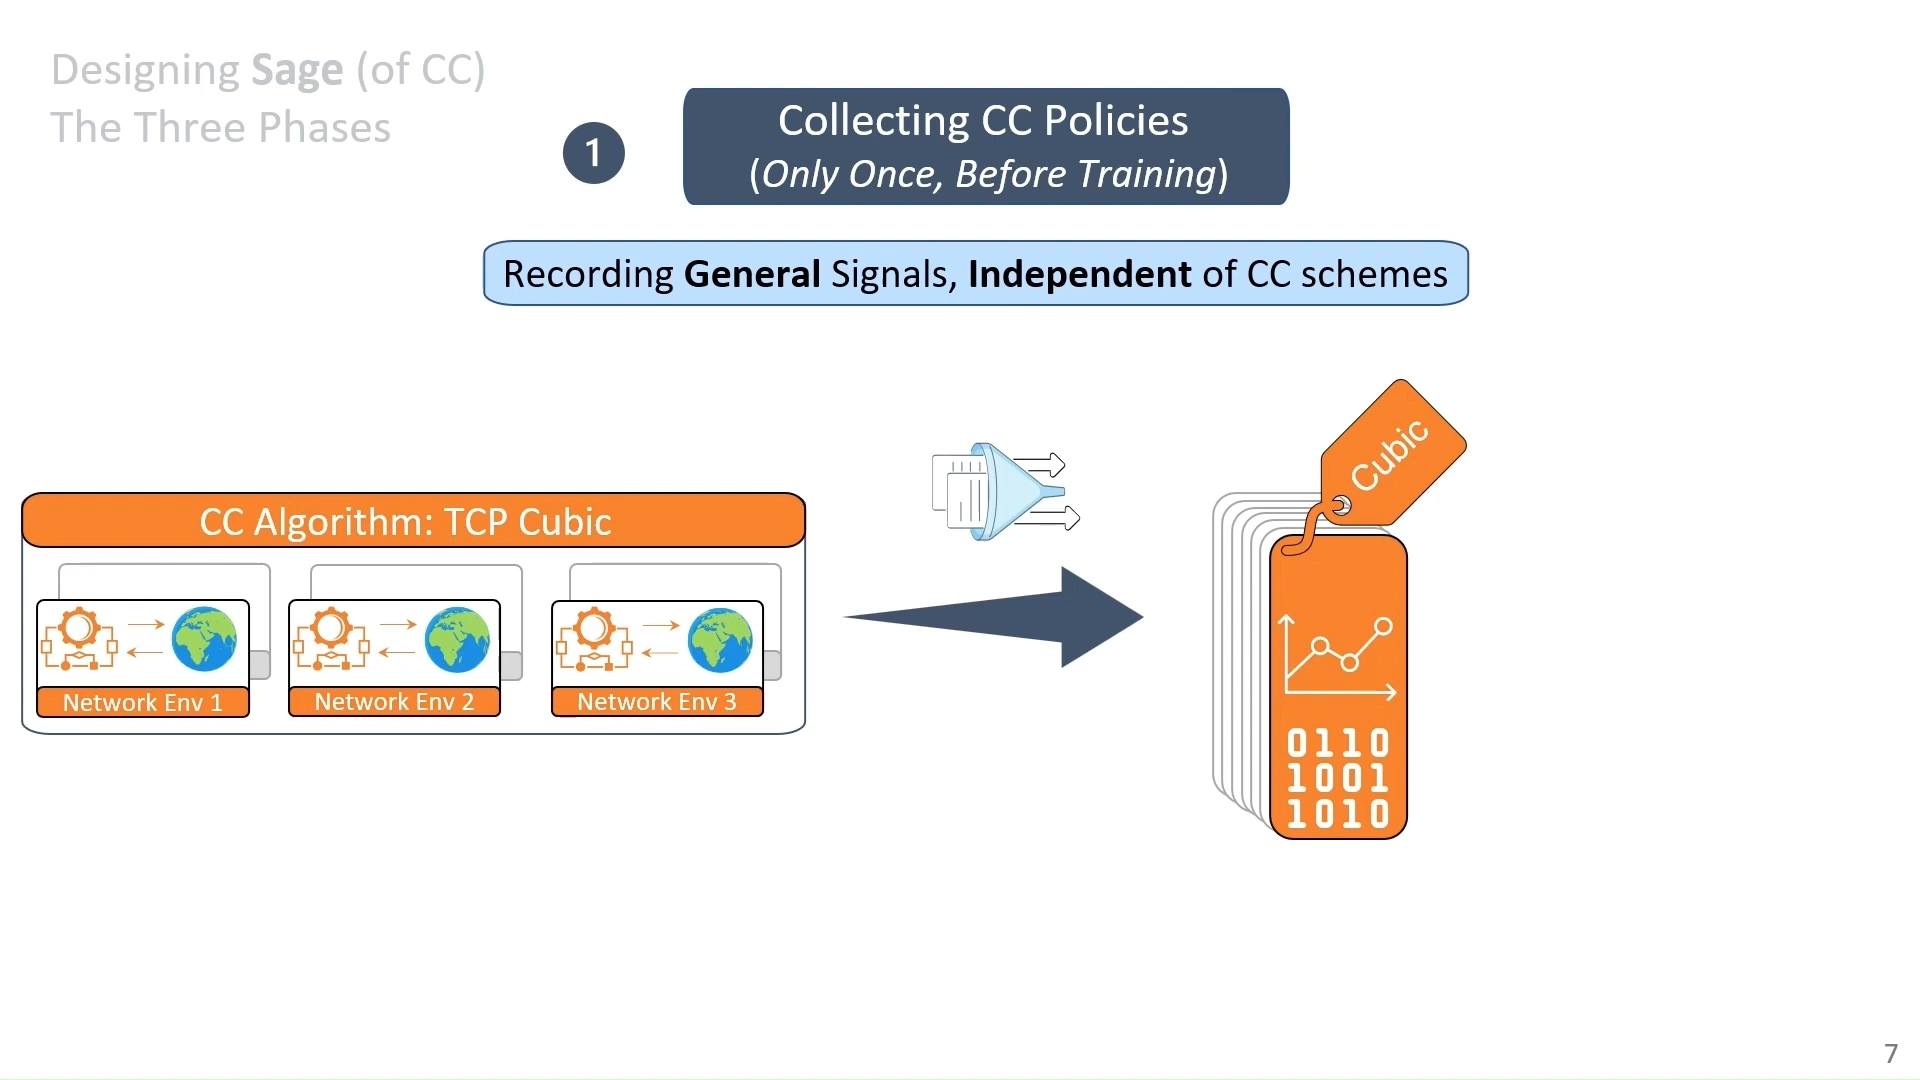 Designing Sage (of CC)
The Three Phases
1
Collecting CC Policies
(Only Once, Before Training)
Recording General Signals, Independent of CC schemes
CC Algorithm: TCP Cubic
Network Env 1
Network Env 2
Network Env 3
Cubic
0110
1001
1010
7